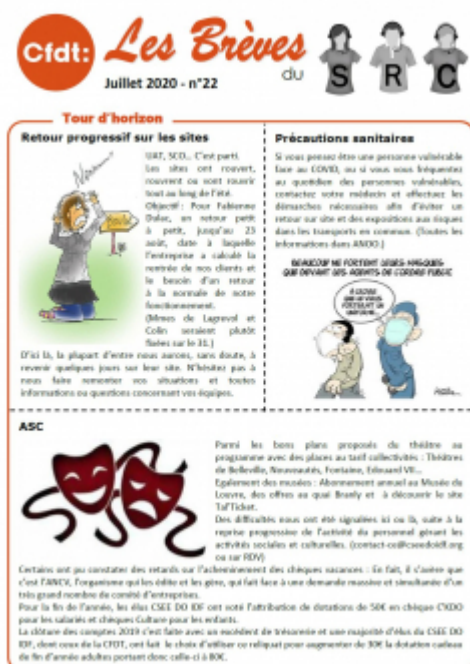 Cfdt:
Les Brèves
du
S R C
Juillet 2020 - n°22
Tour d'horizon
Retour progressif sur les sites
UAT, SCO... C'est parti.
Les sites ont rouvert,
rouvrent ou vont rouvrir
tout au long de l'été.
Objectif : Pour Fabienne
Dulac, un retour petit
à petit, jusqu'au 23
août, date à laquelle
l'entreprise a calculé la
rentrée de nos clients et
le besoin d'un retour
à la normale de notre
fonctionnement.
(Mmes de Lagrevol et
Colin seraient plutôt
fixées sur le 31.)
D'ici là, la plupart d'entre nous aurons, sans doute, à
revenir quelques jours sur leur site. N'hésitez pas à
nous faire remonter vos situations et toutes
informations ou questions concernant vos équipes.
Précautions sanitaires
Si vous pensez être une personne vulnérable
face au COVID, ou si vous vous fréquentez
au quotidien des personnes vulnérables,
contactez votre médecin et effectuez les
démarches nécessaires afin d'éviter un
retour sur site et des expositions aux risques
dans les transports en commun. (Toutes les
informations dans ANOO.)
BEAUCOUP NE PORTENT LEURS MASQUES
QUE DEVANT DES AGENTS DE L'ORDRE PUBLIC
ASC
Parmi les bons plans proposés du théâtre au
programme avec des places au tarif collectivités : Théâtres
de Belleville, Nouveautés, Fontaine, Edouard VII...
Egalement des musées : Abonnement annuel au Musée du
Louvre, des offres au quai Branly et à découvrir le site
Taf'Ticket.
Des difficultés nous ont été signalées ici ou là, suite à la
reprise progressive de l'activité du personnel gérant les
activités sociales et culturelles. (contact-oi@cseedoidf.org
ou sur RDV)
Certains ont pu constater des retards sur l'acheminement des chèques vacances : En fait, il s'avère que
c'est l'ANCV, l'organisme qui les édite et les gère, qui fait face à une demande massive et simultanée d'un
très grand nombre de comité d'entreprises.
Pour la fin de l'année, les élus CSEE DO IDF ont voté l'attribution de dotations de 50€ en chèque C'KDO
pour les salariés et chèques Culture pour les enfants.
La clôture des comptes 2019 s'est faite avec un excédent de trésorerie et une majorité d'élus du CSEE DO
IDF, dont ceux de la CFDT, ont fait le choix d'utiliser ce reliquat pour augmenter de 30€ la dotation cadeau
de fin d'année adultes portant donc celle-ci à 80€.